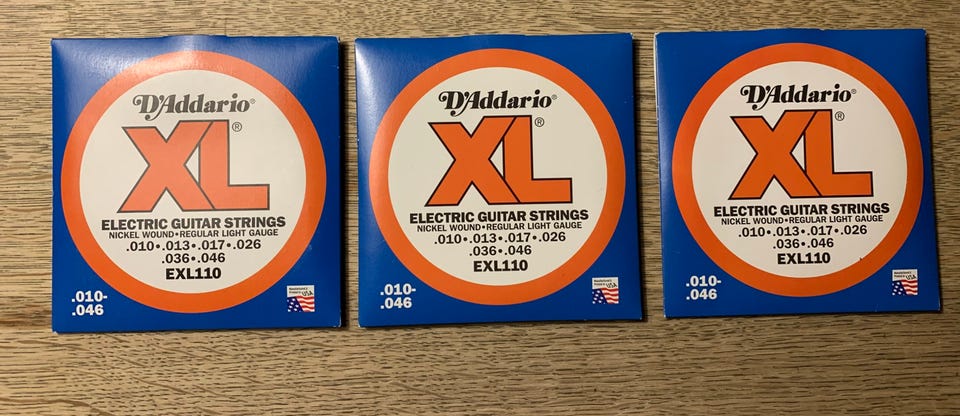 D'Addario®
XL®
ELECTRIC GUITAR STRINGS
NICKEL WOUND•REGULAR LIGHT GAUGE
.010•.013•.017•.026
.036•.046
EXL110
.010-
.046
USA
D'Addario®
XL®
ELECTRIC GUITAR STRINGS
NICKEL WOUND•REGULAR LIGHT GAUGE
.010•.013•.017•.026
.036•.046
EXL110
.010-
.046
USA
D'Addario®
XL®
ELECTRIC GUITAR STRINGS
NICKEL WOUND•REGULAR LIGHT GAUGE
.010•.013•.017•.026
.036•.046
EXL110
.010-
.046
USA